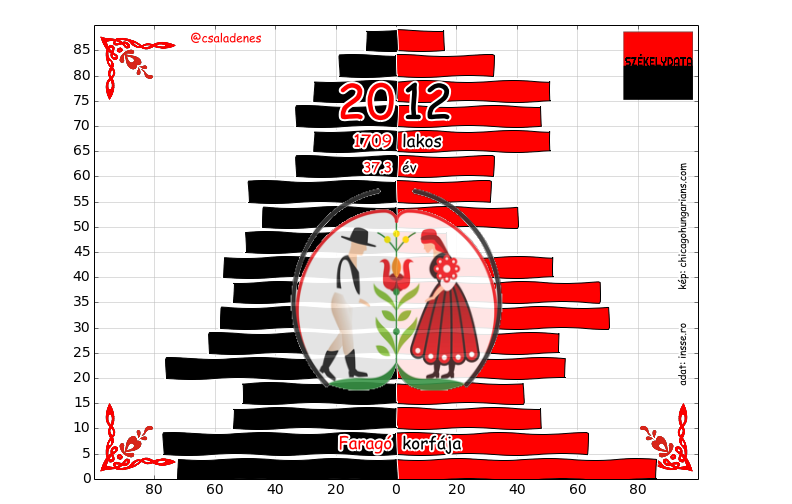 @csaladenes
SZÉKELYDATA
2012
1709 lakos
37.3 év
kép: chicagohungarians.com
adat: insse.ro
Faragó korfája
85
80
75
70
65
60
55
50
45
40
35
30
25
20
15
10
5
0
80 60 40 20 0 20 40 60 80